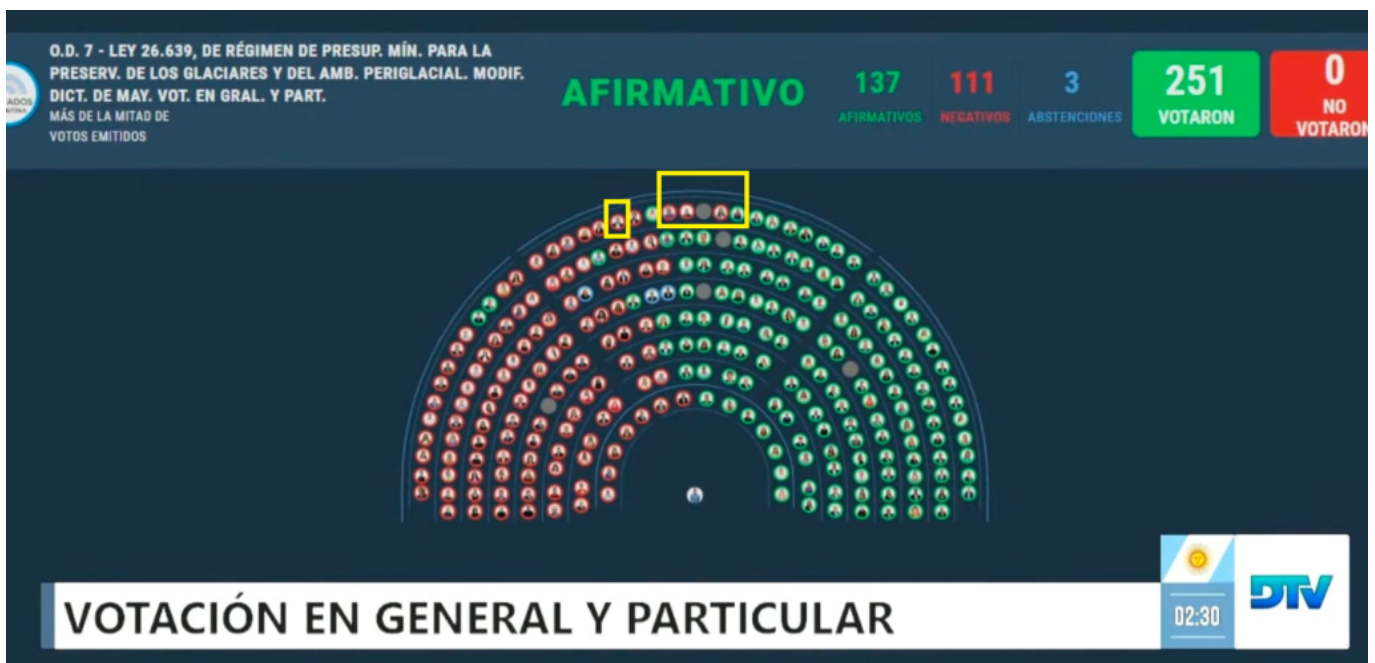 O.D. 7 - LEY 26.639, DE RÉGIMEN DE PRESUP. MÍN. PARA LA
PRESERV. DE LOS GLACIARES Y DEL AMB. PERIGLACIAL. MODIF.
DICT. DE MAY. VOT. EN GRAL. Y PART.
MÁS DE LA MITAD DE
VOTOS EMITIDOS
AFIRMATIVO
137
AFIRMATIVOS
111
NEGATIVOS
3
ABSTENCIONES
251
VOTARON
0
NO
VOTARON
VOTACIÓN EN GENERAL Y PARTICULAR
02:30
DTV